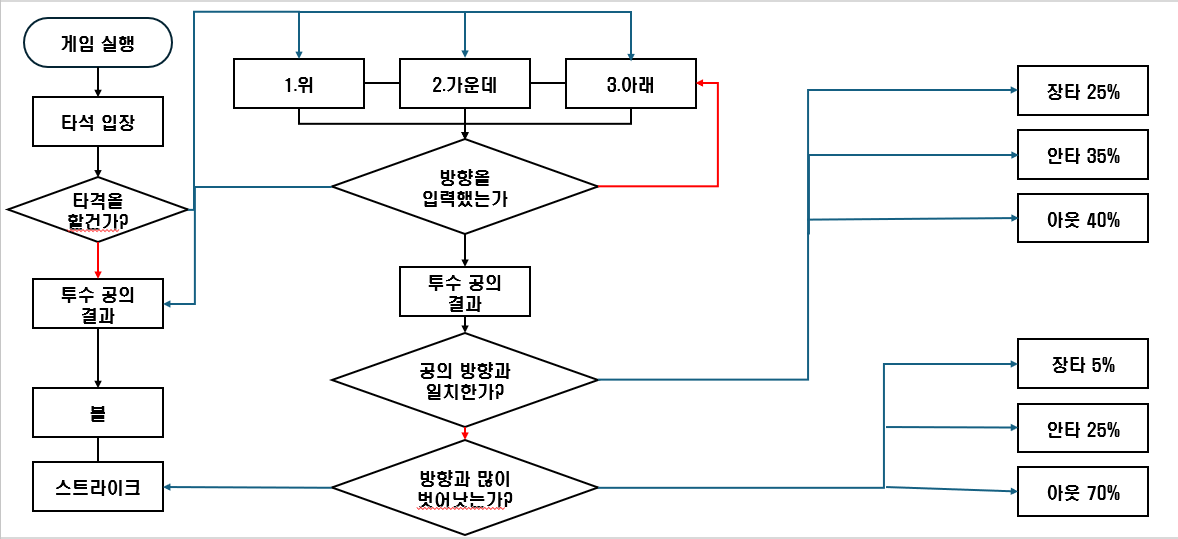 게임 실행
타석 입장
타격을
할건가?
투수 공의
결과
볼
스트라이크
1.위
2.가운데
3.아래
방향을
입력했는가
투수 공의
결과
공의 방향과
일치한가?
방향과 많이
벗어낫는가?
장타 25%
안타 35%
아웃 40%
장타 5%
안타 25%
아웃 70%